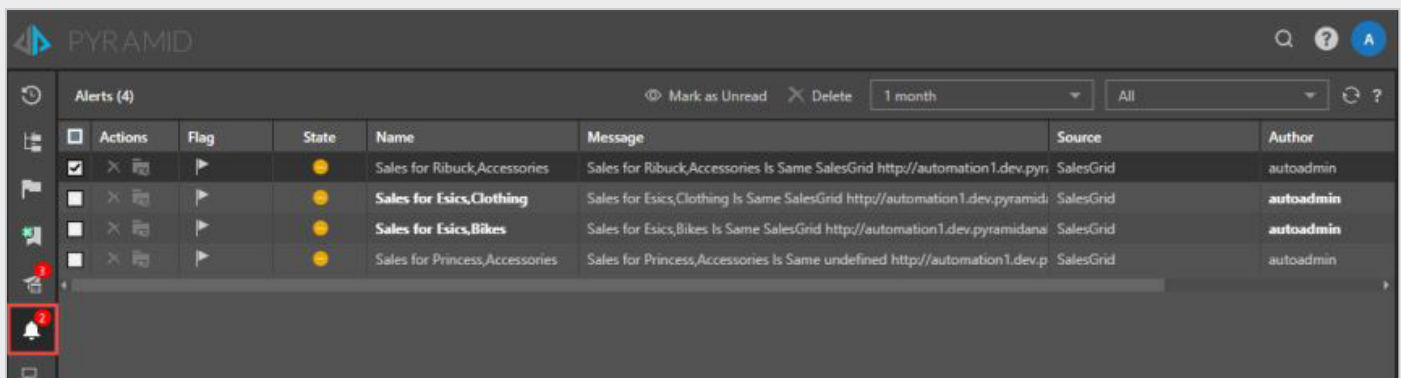 PYRAMID ? A
Alerts (4) Mark as Unread Delete 1 month All ?
Actions Flag State Name Message Source Author
Sales for Ribuck,Accessories Sales for Ribuck,Accessories Is Same SalesGrid http://automation1.dev.pyra SalesGrid autoadmin
Sales for Esics,Clothing Sales for Esics,Clothing Is Same SalesGrid http://automation1.dev.pyramida SalesGrid autoadmin
Sales for Esics,Bikes Sales for Esics,Bikes Is Same SalesGrid http://automation1.dev.pyramidana SalesGrid autoadmin
Sales for Princess,Accessories Sales for Princess,Accessories Is Same undefined http://automation1.dev.p SalesGrid autoadmin
3
2